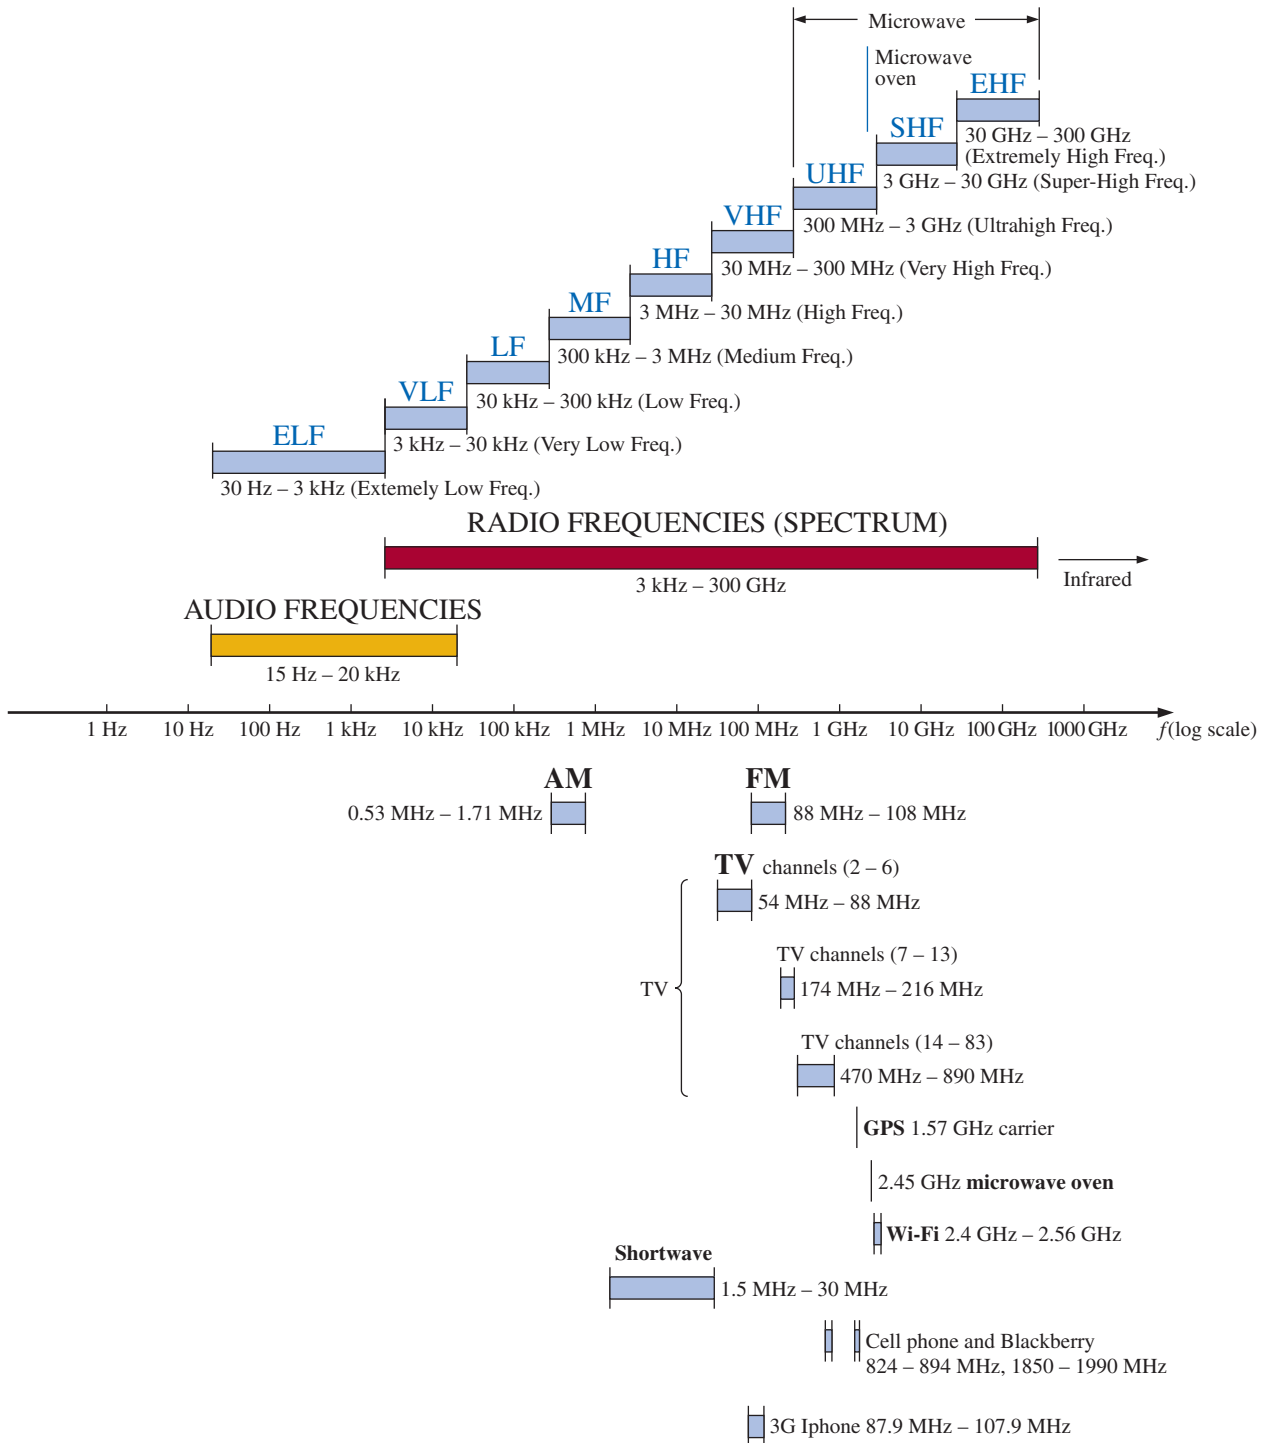 Microwave
Microwave
oven
EHF
30 GHz – 300 GHz
(Extremely High Freq.)
SHF
3 GHz – 30 GHz (Super-High Freq.)
UHF
300 MHz – 3 GHz (Ultrahigh Freq.)
VHF
30 MHz – 300 MHz (Very High Freq.)
HF
3 MHz – 30 MHz (High Freq.)
MF
300 kHz – 3 MHz (Medium Freq.)
LF
30 kHz – 300 kHz (Low Freq.)
VLF
3 kHz – 30 kHz (Very Low Freq.)
ELF
30 Hz – 3 kHz (Extemely Low Freq.)
RADIO FREQUENCIES (SPECTRUM)
3 kHz – 300 GHz
Infrared
AUDIO FREQUENCIES
15 Hz – 20 kHz
1 Hz 10 Hz 100 Hz 1 kHz 10 kHz 100 kHz 1 MHz 10 MHz 100 MHz 1 GHz 10 GHz 100 GHz 1000 GHz f(log scale)
AM
0.53 MHz – 1.71 MHz
FM
88 MHz – 108 MHz
TV channels (2 – 6)
54 MHz – 88 MHz
TV channels (7 – 13)
TV
174 MHz – 216 MHz
TV channels (14 – 83)
470 MHz – 890 MHz
GPS 1.57 GHz carrier
2.45 GHz microwave oven
Wi-Fi 2.4 GHz – 2.56 GHz
Shortwave
1.5 MHz – 30 MHz
Cell phone and Blackberry
824 – 894 MHz, 1850 – 1990 MHz
3G Iphone 87.9 MHz – 107.9 MHz